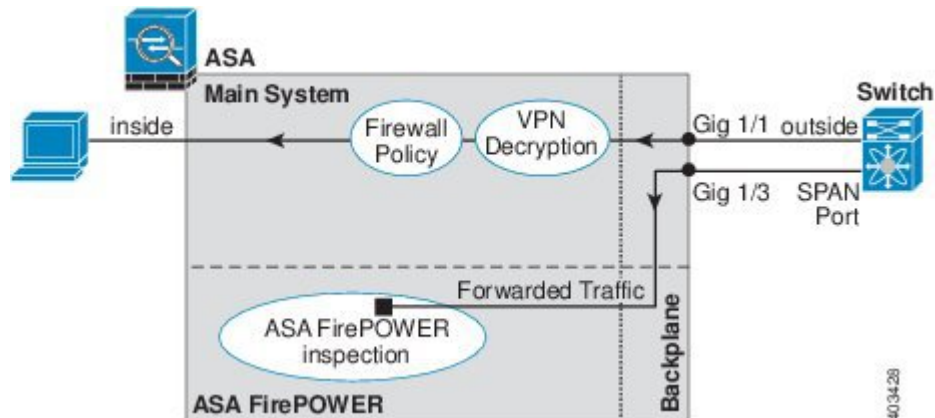 ASA
Main System
Switch
inside
Firewall
Policy
VPN
Decryption
Gig 1/1
outside
Gig 1/3
SPAN
Port
Forwarded Traffic
ASA FirePOWER
inspection
Backplane
ASA FirePOWER
403428